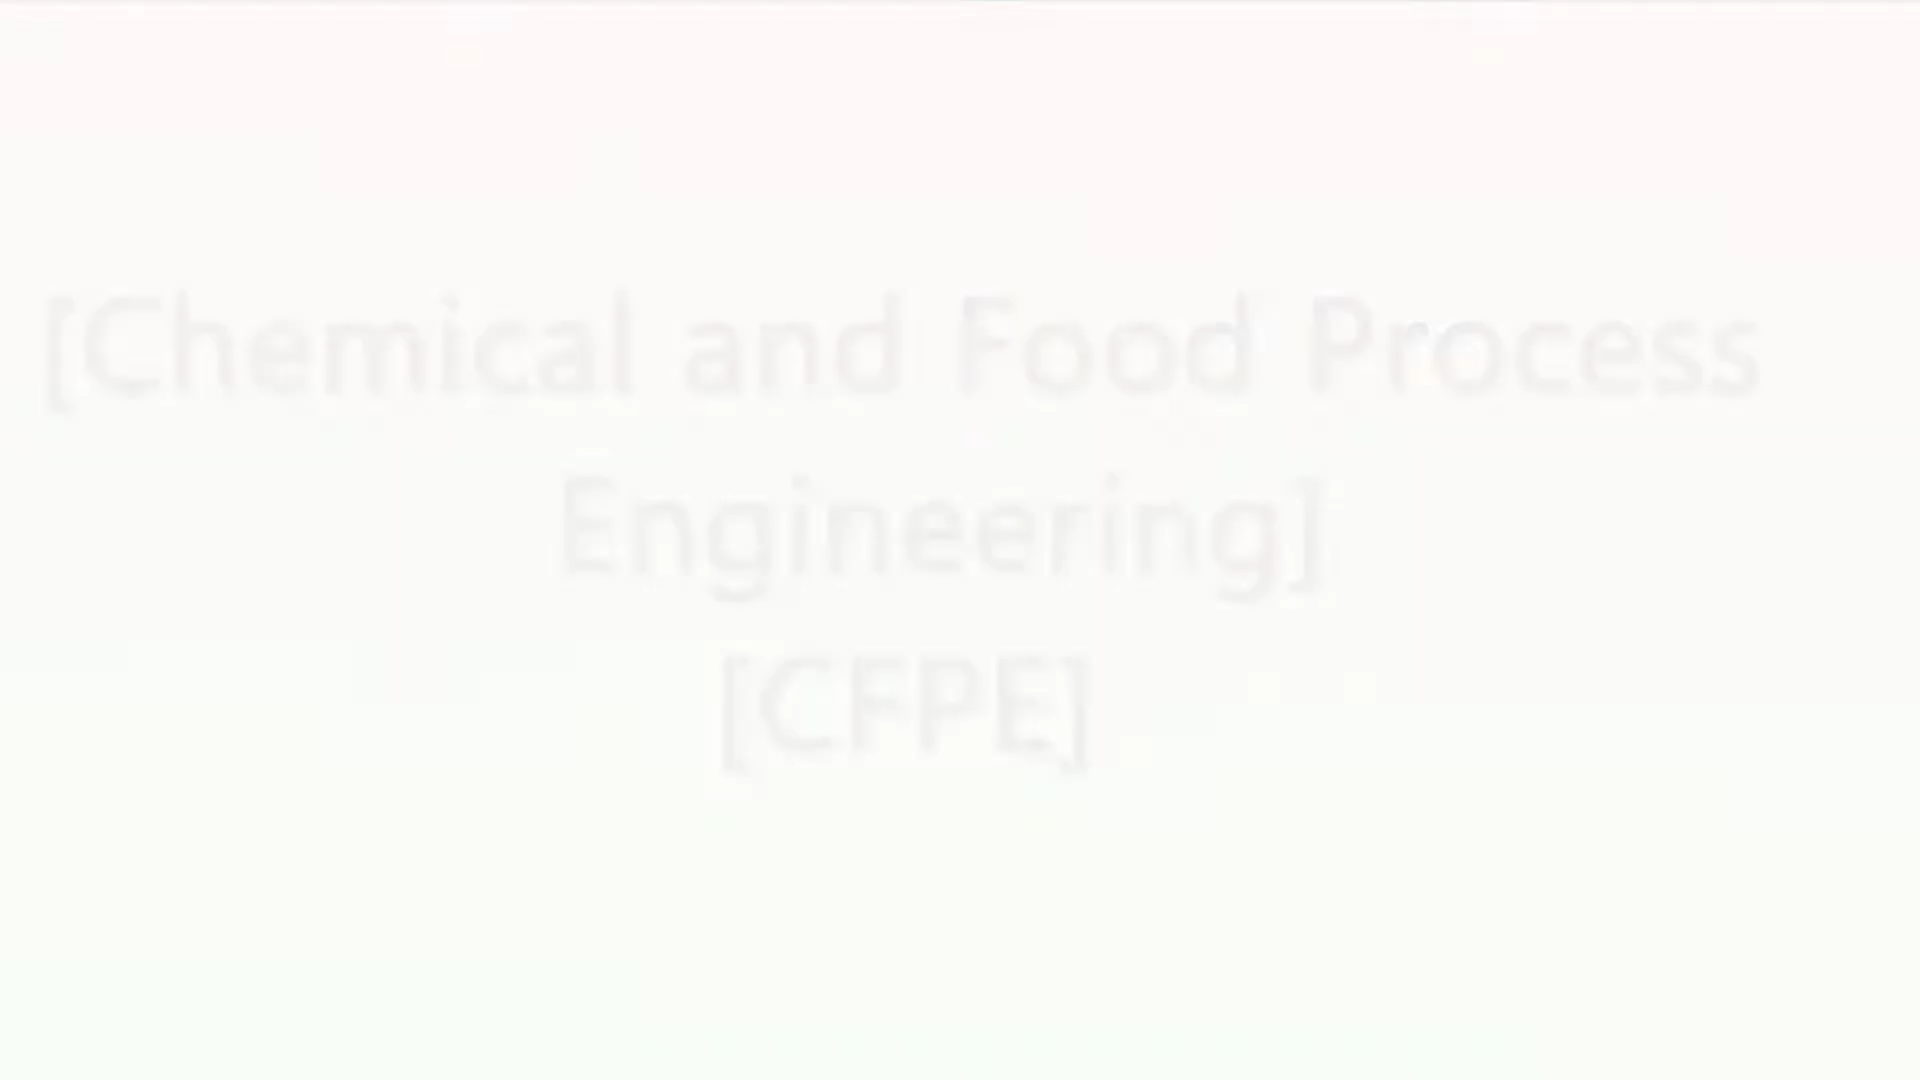 [Chemical and Food Process
Engineering]
[CFPE]